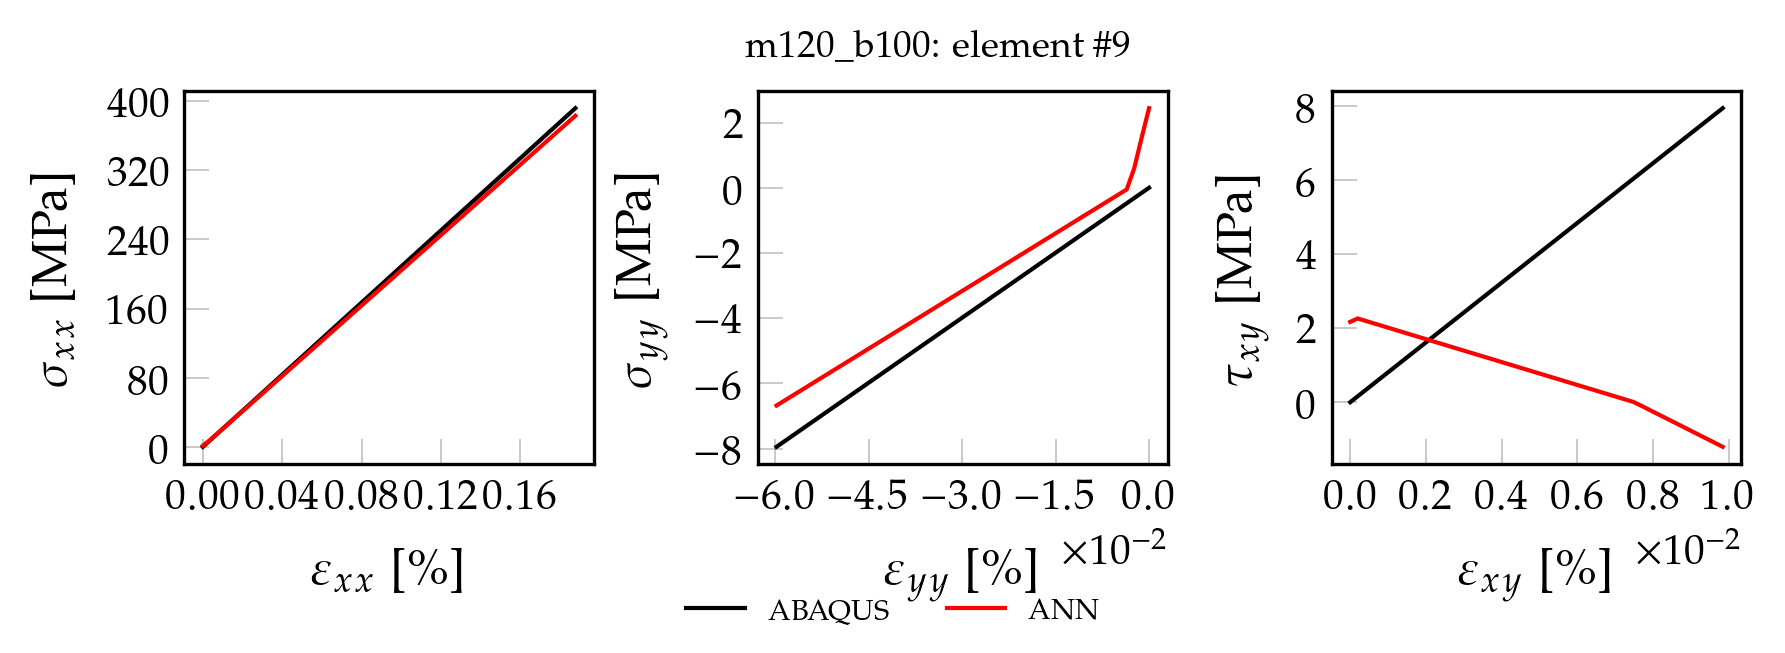 m120_b100: element #9
σxx [MPa]
400
320
240
160
80
0
0.00 0.04 0.08 0.12 0.16
εxx [%]
σyy [MPa]
2
0
−2
−4
−6
−8
−6.0 −4.5 −3.0 −1.5 0.0
×10⁻²
εyy [%]
τxy [MPa]
8
6
4
2
0
0.0 0.2 0.4 0.6 0.8 1.0
×10⁻²
εxy [%]
ABAQUS ANN